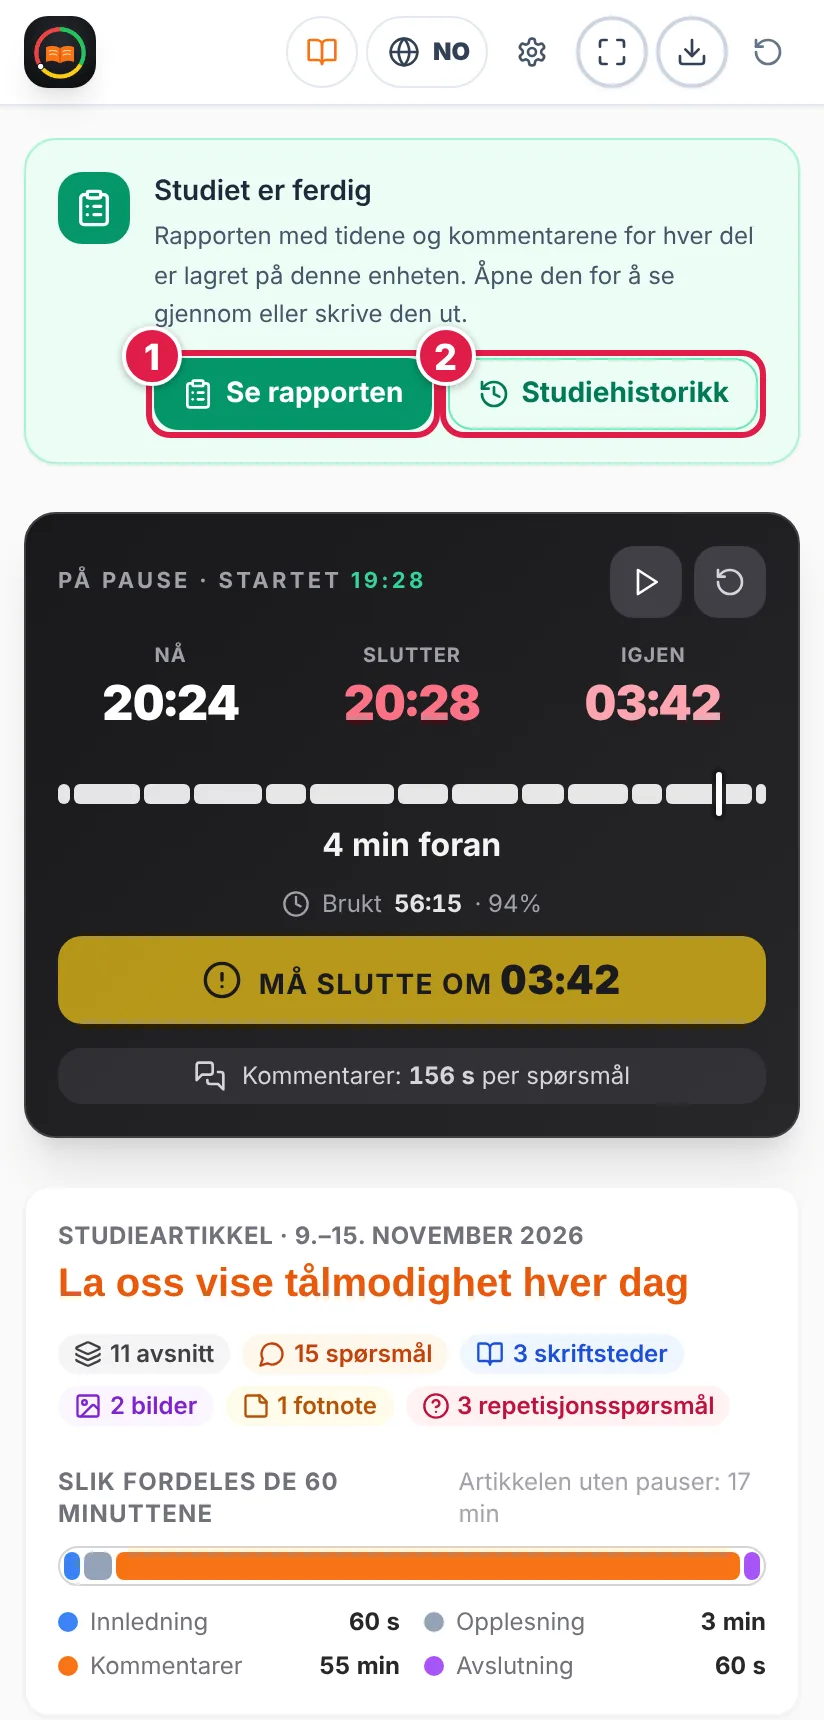 NO
Studiet er ferdig
Rapporten med tidene og kommentarene for hver del
er lagret på denne enheten. Åpne den for å se
gjennom eller skrive den ut.
1
2
Se rapporten
Studiehistorikk
PÅ PAUSE · STARTET 19:28
NÅ
SLUTTER
IGJEN
20:24
20:28
03:42
4 min foran
Brukt 56:15 · 94%
MÅ SLUTTE OM 03:42
Kommentarer: 156 s per spørsmål
STUDIEARTIKKEL · 9.–15. NOVEMBER 2026
La oss vise tålmodighet hver dag
11 avsnitt
15 spørsmål
3 skriftsteder
2 bilder
1 fotnote
3 repetisjonsspørsmål
SLIK FORDELES DE 60
MINUTTENE
Artikkelen uten pauser: 17
min
Innledning 60 s
Opplesning 3 min
Kommentarer 55 min
Avslutning 60 s